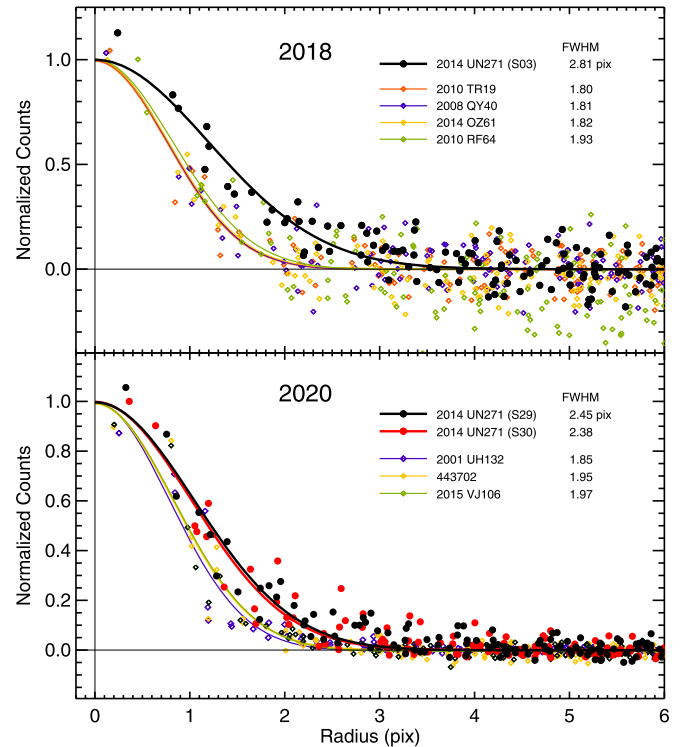 2018
FWHM
2014 UN271 (S03) 2.81 pix
2010 TR19 1.80
2008 QY40 1.81
2014 OZ61 1.82
2010 RF64 1.93
1.0
0.5
0.0
Normalized Counts
2020
FWHM
2014 UN271 (S29) 2.45 pix
2014 UN271 (S30) 2.38
2001 UH132 1.85
443702 1.95
2015 VJ106 1.97
1.0
0.8
0.6
0.4
0.2
0.0
Normalized Counts
0 1 2 3 4 5 6
Radius (pix)